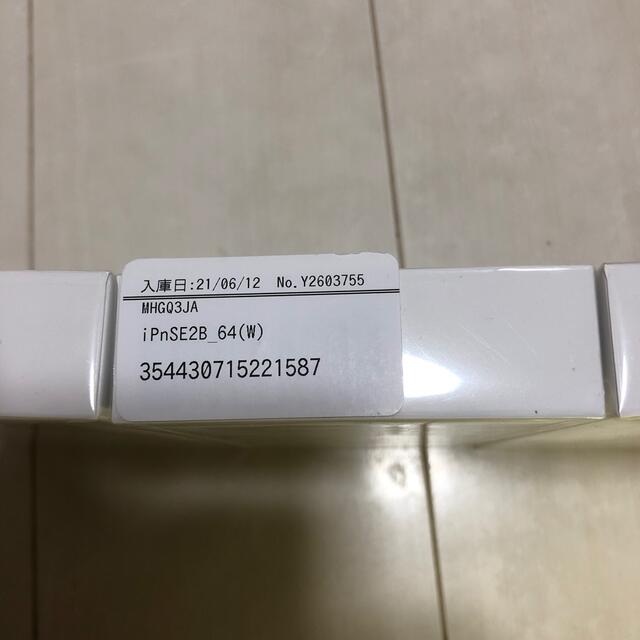 入庫日:21/06/12 No.Y2603755
MHGQ3JA
iPnSE2B_64(W)
354430715221587